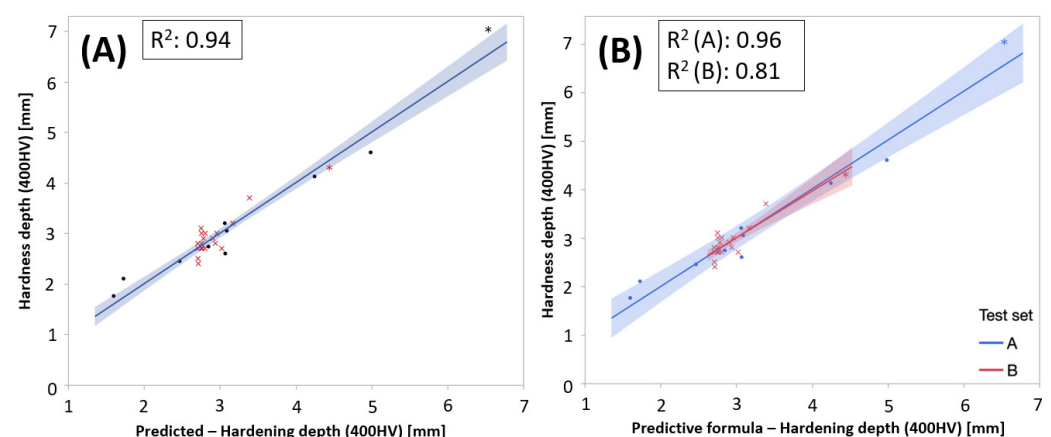 (A)
R²: 0.94
7
6
5
4
3
2
1
0
Hardness depth (400HV) [mm]
1 2 3 4 5 6 7
Predicted – Hardening depth (400HV) [mm]
(B)
R² (A): 0.96
R² (B): 0.81
7
6
5
4
3
2
1
0
Hardness depth (400HV) [mm]
Test set
A
B
1 2 3 4 5 6 7
Predictive formula – Hardening depth (400HV) [mm]